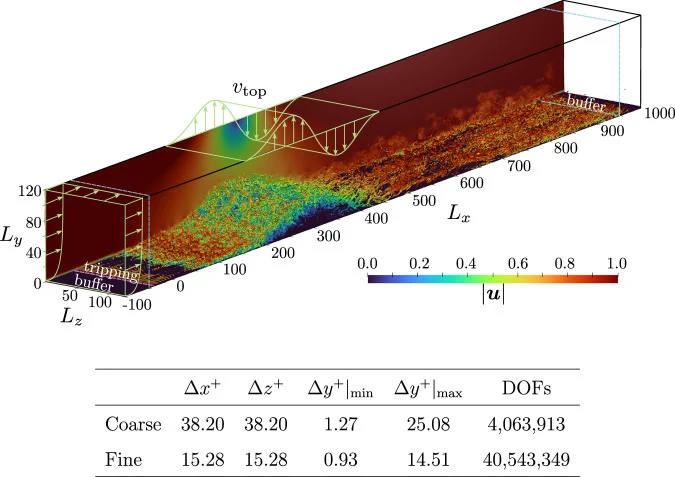 v_top
buffer
1000
900
800
700
600
500
400
300
200
100
0
-100
L_x
120
80
40
0
L_y
tripping
buffer
50 100
L_z
0.0 0.2 0.4 0.6 0.8 1.0
|u|
Δx⁺ Δz⁺ Δy⁺|min Δy⁺|max DOFs
Coarse 38.20 38.20 1.27 25.08 4,063,913
Fine 15.28 15.28 0.93 14.51 40,543,349